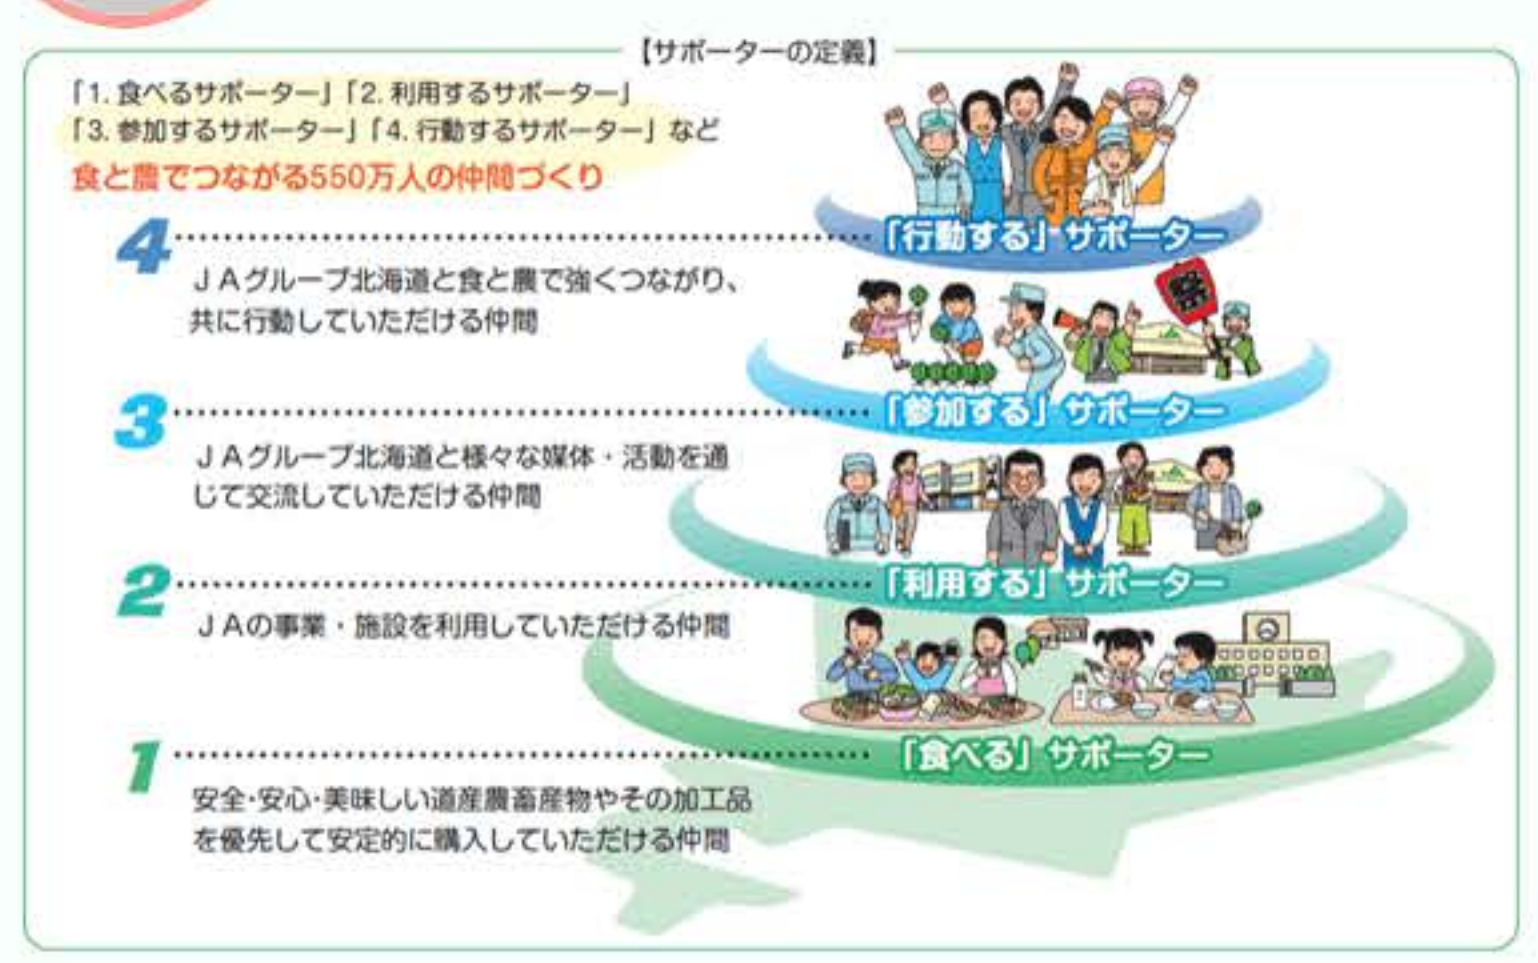 【サポーターの定義】
「1. 食べるサポーター」「2. 利用するサポーター」
「3. 参加するサポーター」「4. 行動するサポーター」など
食と農でつながる550万人の仲間づくり
4 「行動する」サポーター
ＪＡグループ北海道と食と農で強くつながり、
共に行動していただける仲間
祭
3 「参加する」サポーター
ＪＡグループ北海道と様々な媒体・活動を通
じて交流していただける仲間
2 「利用する」サポーター
ＪＡの事業・施設を利用していただける仲間
1 「食べる」サポーター
安全・安心・美味しい道産農畜産物やその加工品
を優先して安定的に購入していただける仲間